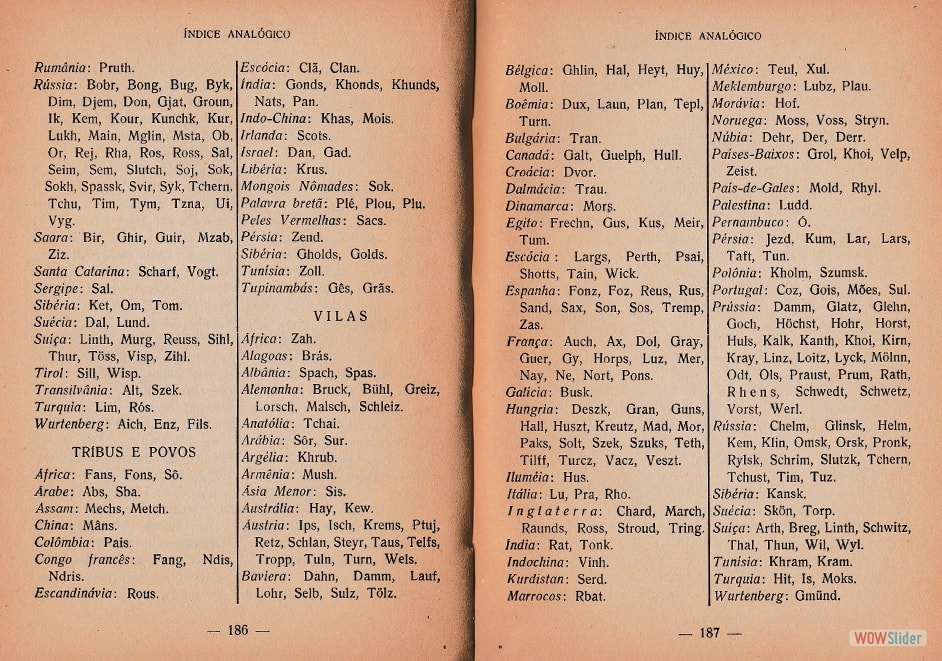 ÍNDICE ANALÓGICO
Rumânia: Pruth.
Rússia: Bobr, Bong, Bug, Byk,
Dim, Djem, Don, Gjat, Groun,
Ik, Kem, Kour, Kunchk, Kur,
Lukh, Main, Mglin, Msta, Ob,
Or, Rej, Rha, Ros, Ross, Sal,
Seim, Sem, Slutch, Soj, Sok,
Sokh, Spassk, Svir, Syk, Tchern,
Tchu, Tim, Tym, Tzna, Ui,
Vyg.
Saara: Bir, Ghir, Guir, Mzab,
Ziz.
Santa Catarina: Scharf, Vogt.
Sergipe: Sal.
Sibéria: Ket, Om, Tom.
Suécia: Dal, Lund.
Suíça: Linth, Murg, Reuss, Sihl,
Thur, Töss, Visp, Zihl.
Tirol: Sill, Wisp.
Transilvânia: Alt, Szek.
Turquia: Lim, Rós.
Wurtenberg: Aich, Enz, Fils.
TRÍBUS E POVOS
África: Fans, Fons, Sô.
Árabe: Abs, Sba.
Assam: Mechs, Metch.
China: Mâns.
Colômbia: Pais.
Congo francês: Fang, Ndis,
Ndris.
Escandinávia: Rous.
Escócia: Clã, Clan.
Índia: Gonds, Khonds, Khunds,
Nats, Pan.
Indo-China: Khas, Mois.
Irlanda: Scots.
Israel: Dan, Gad.
Libéria: Krus.
Mongois Nômades: Sok.
Palavra bretã: Plé, Plou, Plu.
Peles Vermelhas: Sacs.
Pérsia: Zend.
Sibéria: Gholds, Golds.
Tunísia: Zoll.
Tupinambás: Gês, Grãs.
VILAS
África: Zah.
Alagoas: Brás.
Albânia: Spach, Spas.
Alemanha: Bruck, Bühl, Greiz,
Lorsch, Malsch, Schleiz.
Anatólia: Tchai.
Arábia: Sôr, Sur.
Argélia: Khrub.
Armênia: Mush.
Ásia Menor: Sis.
Austrália: Hay, Kew.
Áustria: Ips, Isch, Krems, Ptuj,
Retz, Schlan, Steyr, Taus, Telfs,
Tropp, Tuln, Turn, Wels.
Baviera: Dahn, Damm, Lauf,
Lohr, Selb, Sulz, Tölz.
— 186 —
ÍNDICE ANALÓGICO
Bélgica: Ghlin, Hal, Heyt, Huy,
Moll.
Boêmia: Dux, Laun, Plan, Tepl,
Turn.
Bulgária: Tran.
Canadá: Galt, Guelph, Hull.
Croácia: Dvor.
Dalmácia: Trau.
Dinamarca: Mors.
Egito: Frechn, Gus, Kus, Meir,
Tum.
Escócia: Largs, Perth, Psai,
Shotts, Tain, Wick.
Espanha: Fonz, Foz, Reus, Rus,
Sand, Sax, Son, Sos, Tremp,
Zas.
França: Auch, Ax, Dol, Gray,
Guer, Gy, Horps, Luz, Mer,
Nay, Ne, Nort, Pons.
Galícia: Busk.
Hungria: Deszk, Gran, Guns,
Hall, Huszt, Kreutz, Mad, Mor,
Paks, Solt, Szek, Szuks, Teth,
Tilff, Turcz, Vacz, Veszt.
Iluméia: Hus.
Itália: Lu, Pra, Rho.
Inglaterra: Chard, March,
Raunds, Ross, Stroud, Tring.
Índia: Rat, Tonk.
Indochina: Vinh.
Kurdistan: Serd.
Marrocos: Rbat.
México: Teul, Xul.
Meklemburgo: Lubz, Plau.
Morávia: Hof.
Noruega: Moss, Voss, Stryn.
Núbia: Dehr, Der, Derr.
Países-Baixos: Grol, Khoi, Velp,
Zeist.
País-de-Gales: Mold, Rhyl.
Palestina: Ludd.
Pernambuco: Ó.
Pérsia: Jezd, Kum, Lar, Lars,
Taft, Tun.
Polônia: Kholm, Szumsk.
Portugal: Coz, Gois, Mões, Sul.
Prússia: Damm, Glatz, Glehn,
Goch, Höchst, Hohr, Horst,
Huls, Kalk, Kanth, Khoi, Kirn,
Kray, Linz, Loitz, Lyck, Mölnn,
Odt, Ols, Praust, Prum, Rath,
Rhens, Schwedt, Schwetz,
Vorst, Werl.
Rússia: Chelm, Glinsk, Helm,
Kem, Klin, Omsk, Orsk, Pronk,
Rylsk, Schrim, Slutzk, Tchern,
Tchust, Tim, Tuz.
Sibéria: Kansk.
Suécia: Skön, Torp.
Suíça: Arth, Breg, Linth, Schwitz,
Thal, Thun, Wil, Wyl.
Tunisia: Khram, Kram.
Turquia: Hit, Is, Moks.
Wurtenberg: Gmünd.
— 187 —
WOWSlider